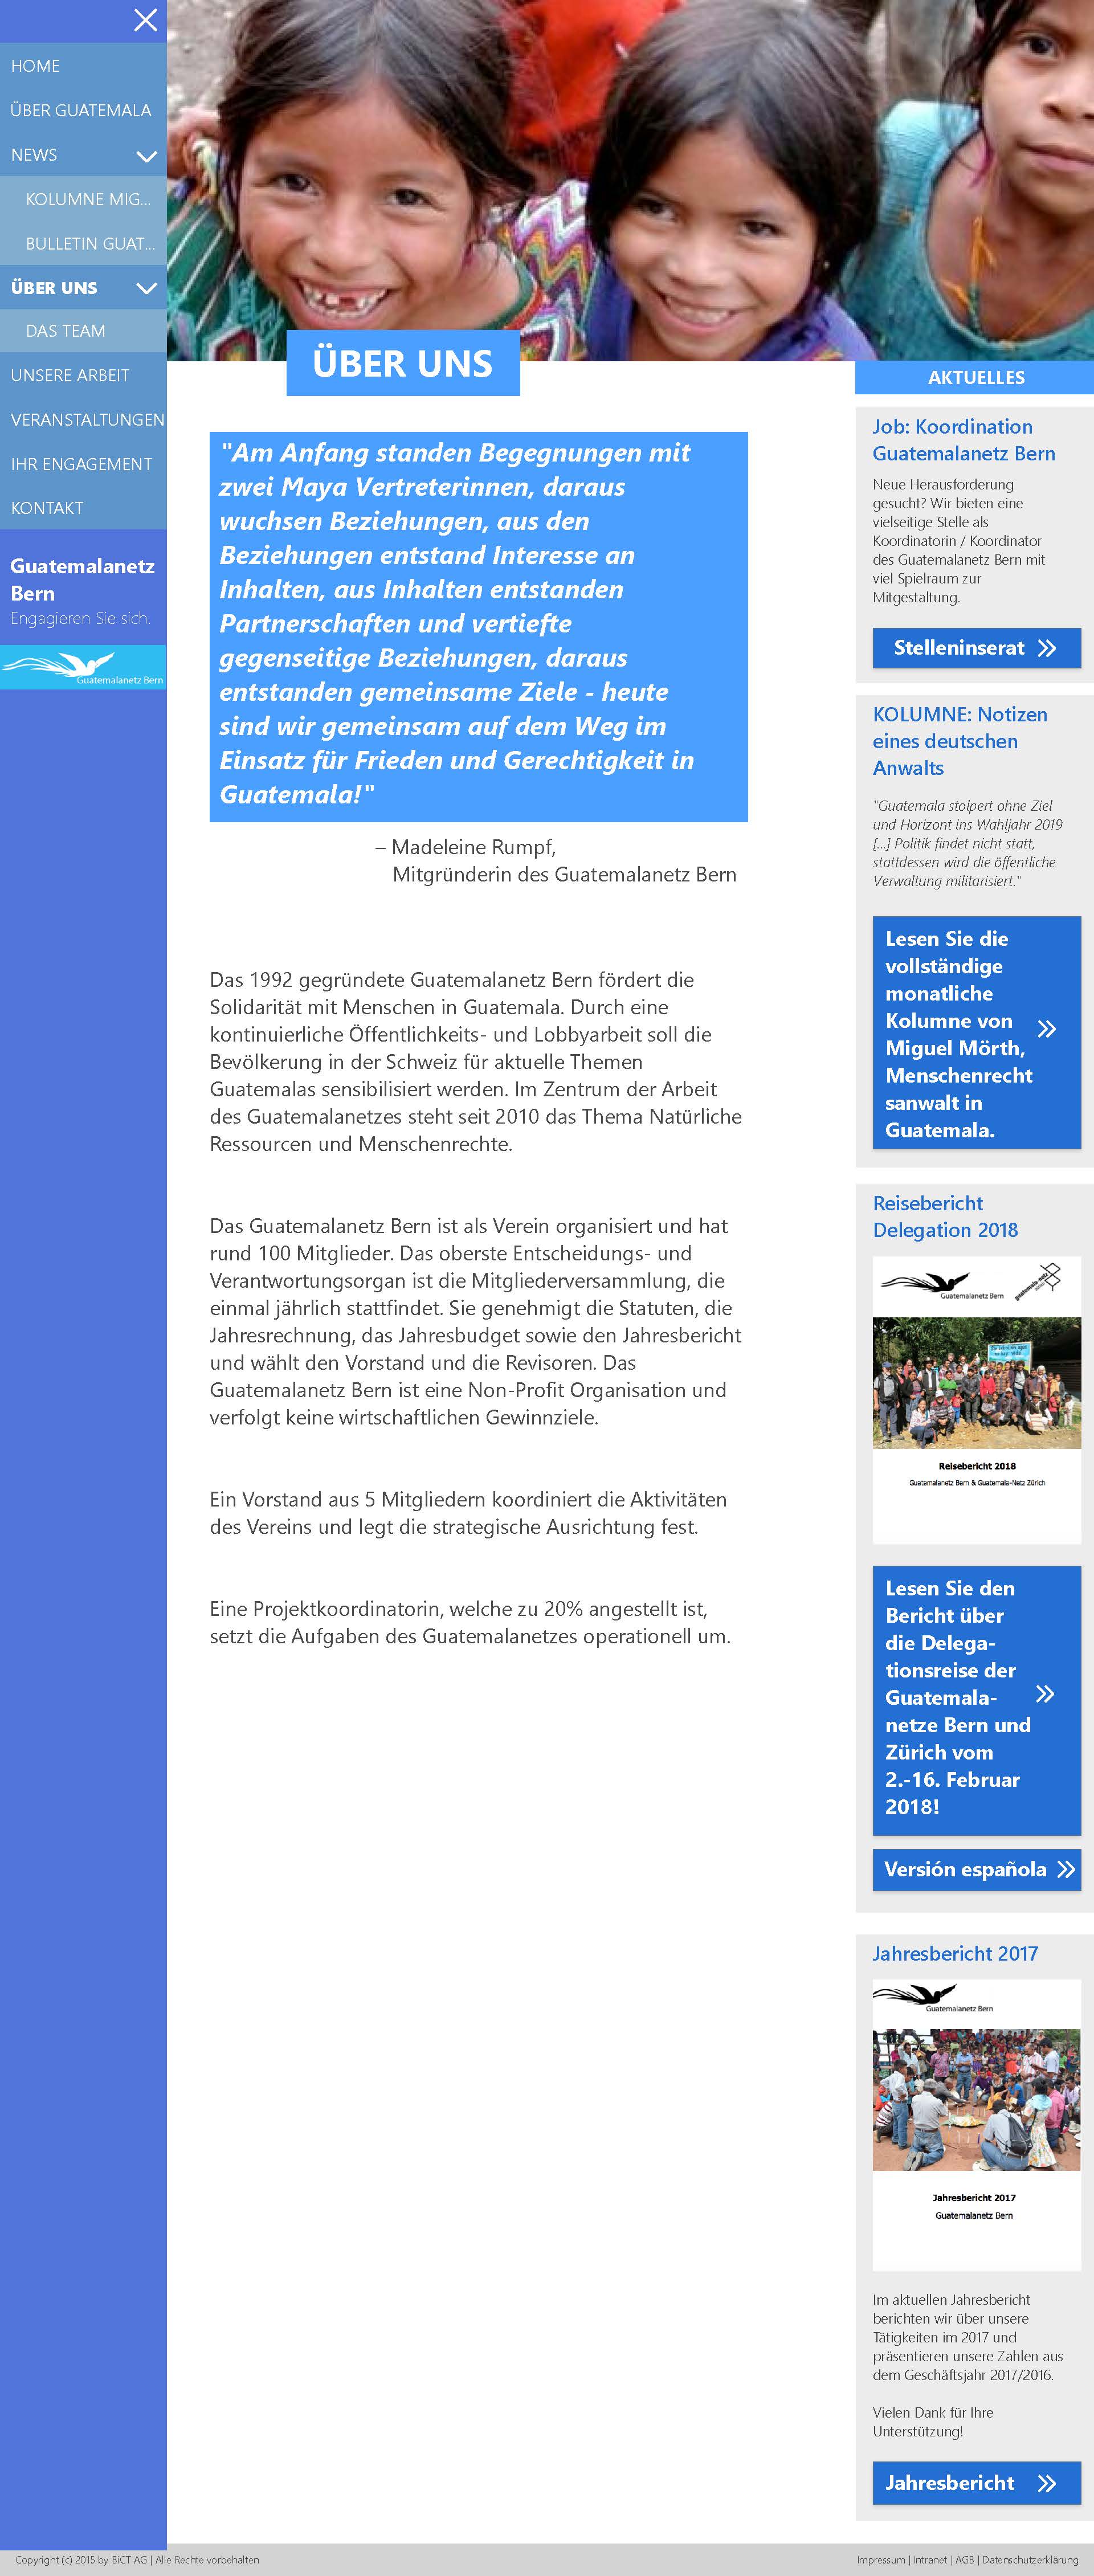 HOME
ÜBER GUATEMALA
NEWS
KOLUMNE MIG...
BULLETIN GUAT...
ÜBER UNS
DAS TEAM
UNSERE ARBEIT
VERANSTALTUNGEN
IHR ENGAGEMENT
KONTAKT
Guatemalanetz
Bern
Engagieren Sie sich.
Guatemalanetz Bern
ÜBER UNS
"Am Anfang standen Begegnungen mit
zwei Maya Vertreterinnen, daraus
wuchsen Beziehungen, aus den
Beziehungen entstand Interesse an
Inhalten, aus Inhalten entstanden
Partnerschaften und vertiefte
gegenseitige Beziehungen, daraus
entstanden gemeinsame Ziele - heute
sind wir gemeinsam auf dem Weg im
Einsatz für Frieden und Gerechtigkeit in
Guatemala!"
– Madeleine Rumpf,
Mitgründerin des Guatemalanetz Bern
Das 1992 gegründete Guatemalanetz Bern fördert die
Solidarität mit Menschen in Guatemala. Durch eine
kontinuierliche Öffentlichkeits- und Lobbyarbeit soll die
Bevölkerung in der Schweiz für aktuelle Themen
Guatemalas sensibilisiert werden. Im Zentrum der Arbeit
des Guatemalanetzes steht seit 2010 das Thema Natürliche
Ressourcen und Menschenrechte.
Das Guatemalanetz Bern ist als Verein organisiert und hat
rund 100 Mitglieder. Das oberste Entscheidungs- und
Verantwortungsorgan ist die Mitgliederversammlung, die
einmal jährlich stattfindet. Sie genehmigt die Statuten, die
Jahresrechnung, das Jahresbudget sowie den Jahresbericht
und wählt den Vorstand und die Revisoren. Das
Guatemalanetz Bern ist eine Non-Profit Organisation und
verfolgt keine wirtschaftlichen Gewinnziele.
Ein Vorstand aus 5 Mitgliedern koordiniert die Aktivitäten
des Vereins und legt die strategische Ausrichtung fest.
Eine Projektkoordinatorin, welche zu 20% angestellt ist,
setzt die Aufgaben des Guatemalanetzes operationell um.
AKTUELLES
Job: Koordination
Guatemalanetz Bern
Neue Herausforderung
gesucht? Wir bieten eine
vielseitige Stelle als
Koordinatorin / Koordinator
des Guatemalanetz Bern mit
viel Spielraum zur
Mitgestaltung.
Stelleninserat
KOLUMNE: Notizen
eines deutschen
Anwalts
"Guatemala stolpert ohne Ziel
und Horizont ins Wahljahr 2019
[...] Politik findet nicht statt,
stattdessen wird die öffentliche
Verwaltung militarisiert."
Lesen Sie die
vollständige
monatliche
Kolumne von
Miguel Mörth,
Menschenrecht
sanwalt in
Guatemala.
Reisebericht
Delegation 2018
Guatemalanetz Bern
Reisebericht 2018
Guatemalanetz Bern & Guatemala-Netz Zürich
Lesen Sie den
Bericht über
die Delega-
tionsreise der
Guatemala-
netze Bern und
Zürich vom
2.-16. Februar
2018!
Versión española
Jahresbericht 2017
Guatemalanetz Bern
Jahresbericht 2017
Guatemalanetz Bern
Im aktuellen Jahresbericht
berichten wir über unsere
Tätigkeiten im 2017 und
präsentieren unsere Zahlen aus
dem Geschäftsjahr 2017/2016.
Vielen Dank für Ihre
Unterstützung!
Jahresbericht
Copyright (c) 2015 by BiCT AG | Alle Rechte vorbehalten
Impressum | Intranet | AGB | Datenschutzerklärung